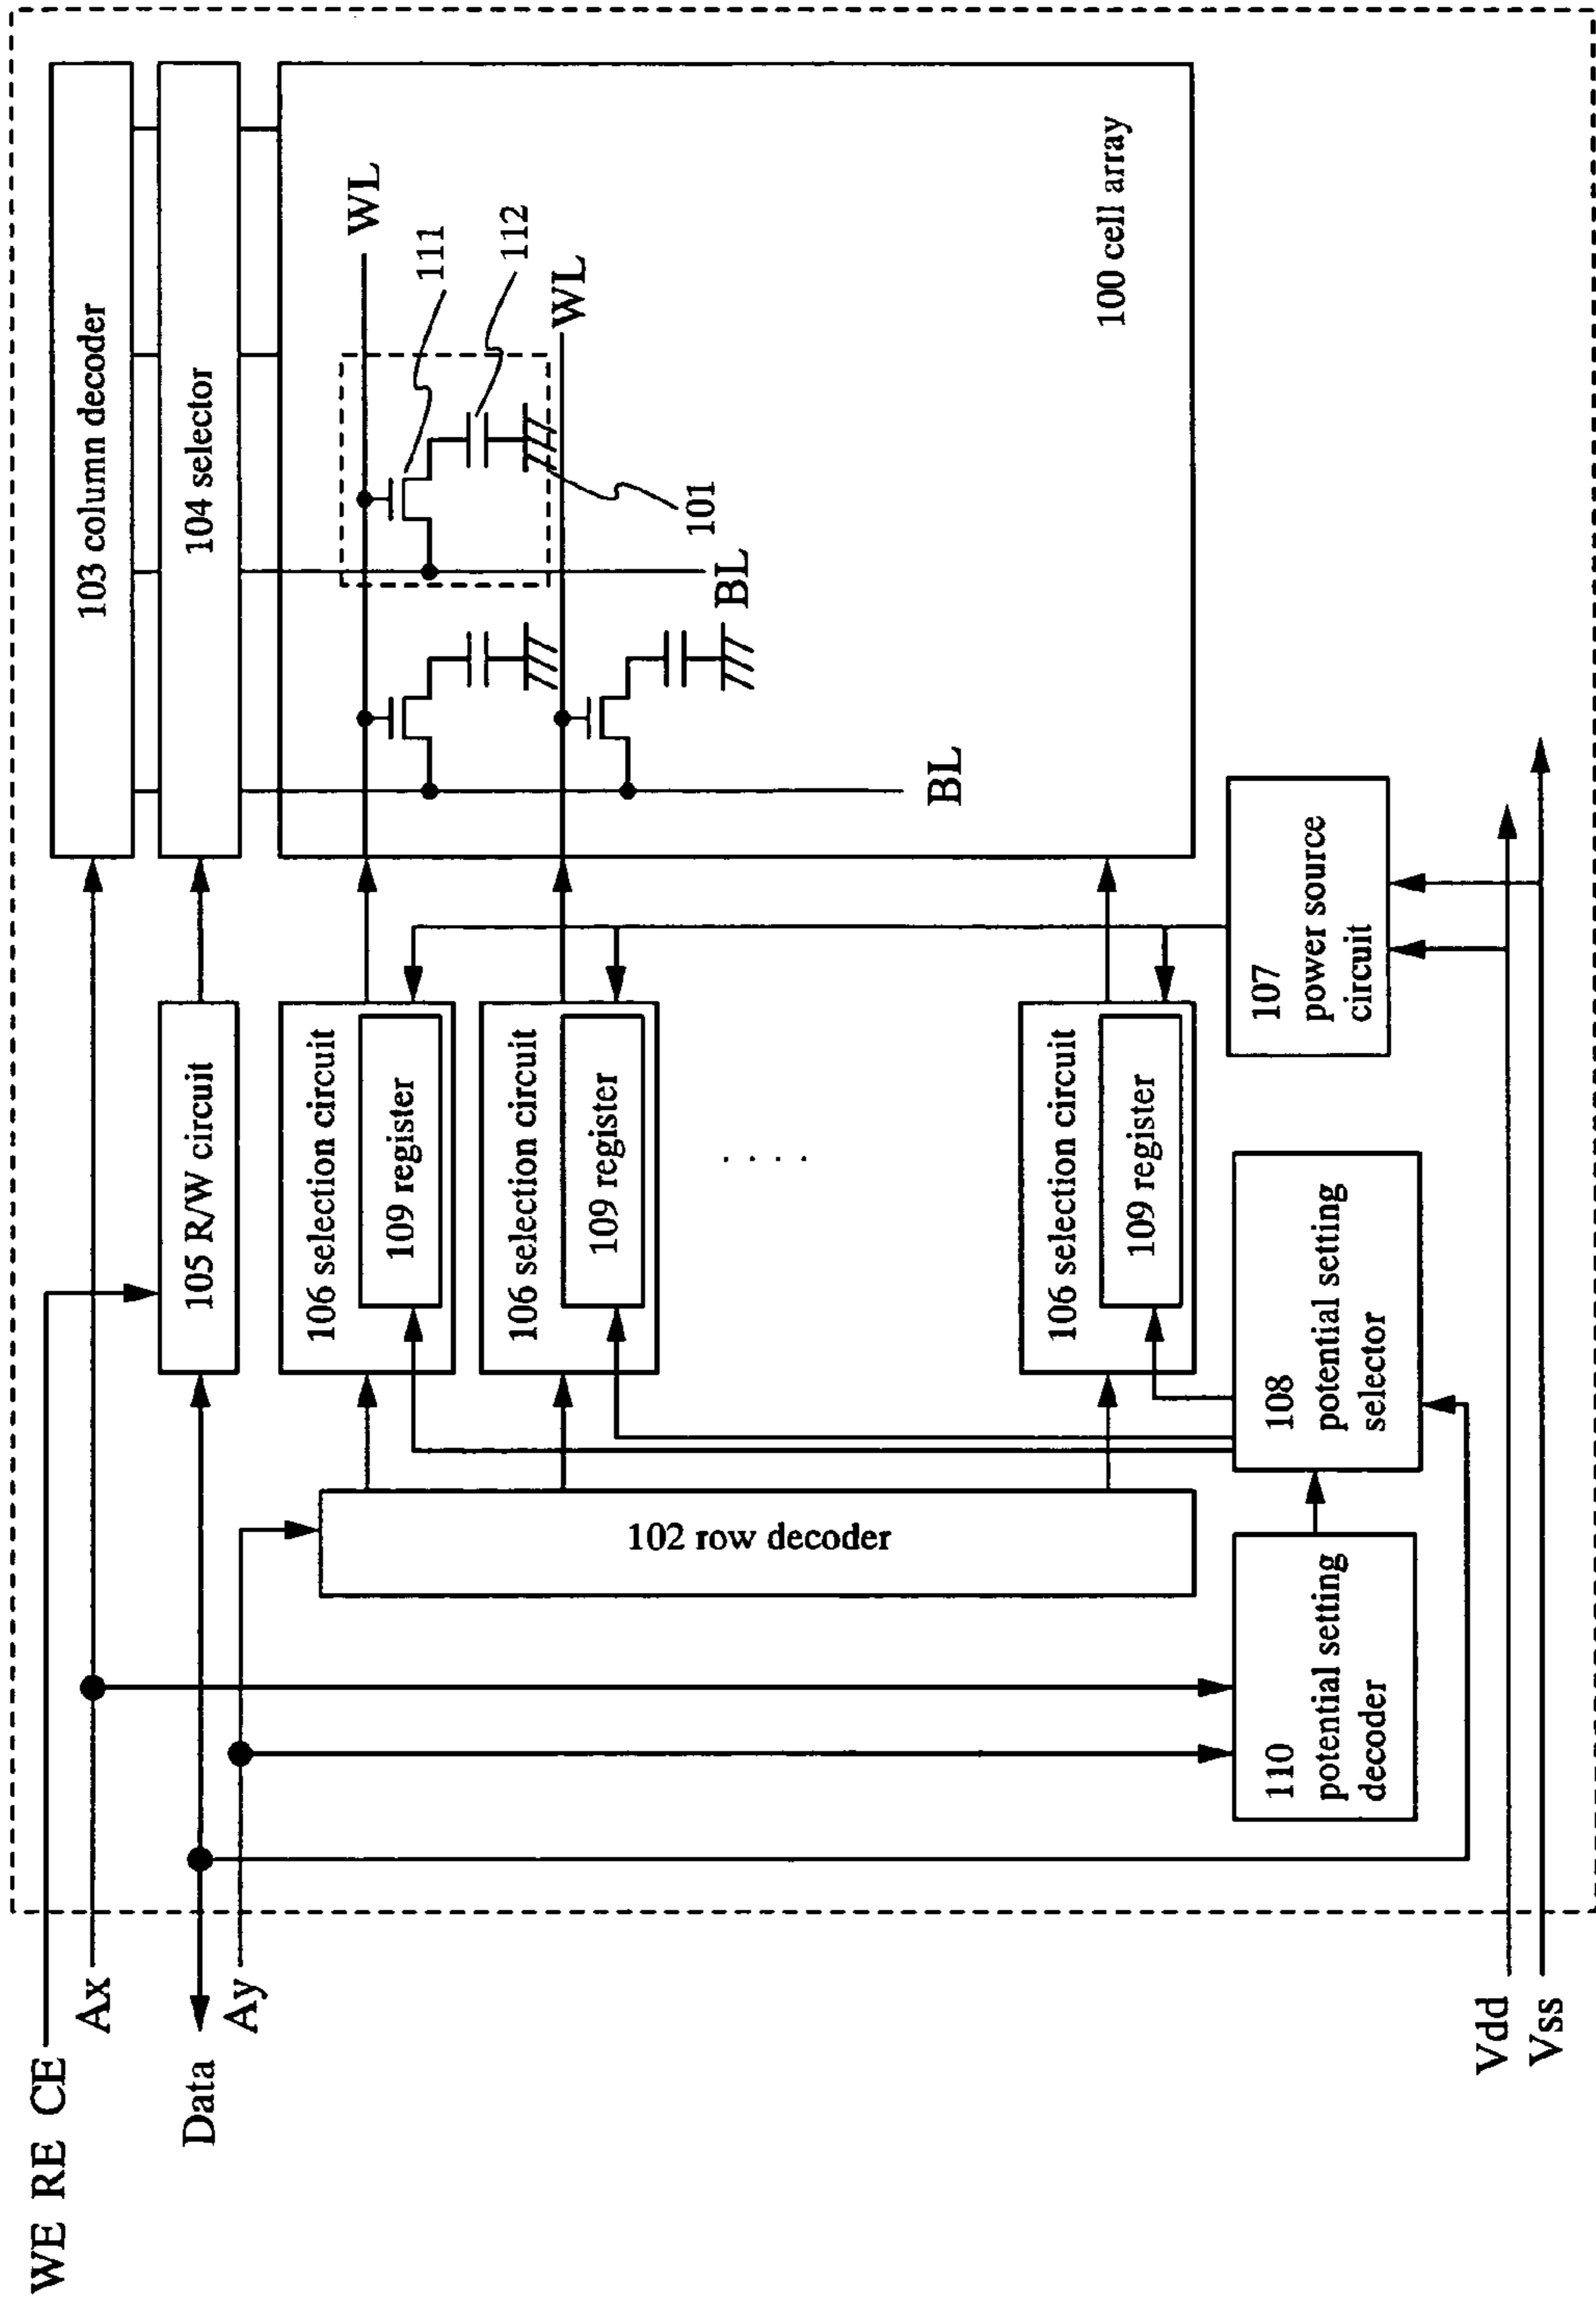 WE RE CE
Ax
Data
Ay
Vdd
Vss
103 column decoder
104 selector
105 R/W circuit
106 selection circuit
109 register
106 selection circuit
109 register
. . . .
106 selection circuit
109 register
102 row decoder
WL
111
112
WL
101
BL
BL
100 cell array
110
potential setting
decoder
108
potential setting
selector
107
power source
circuit